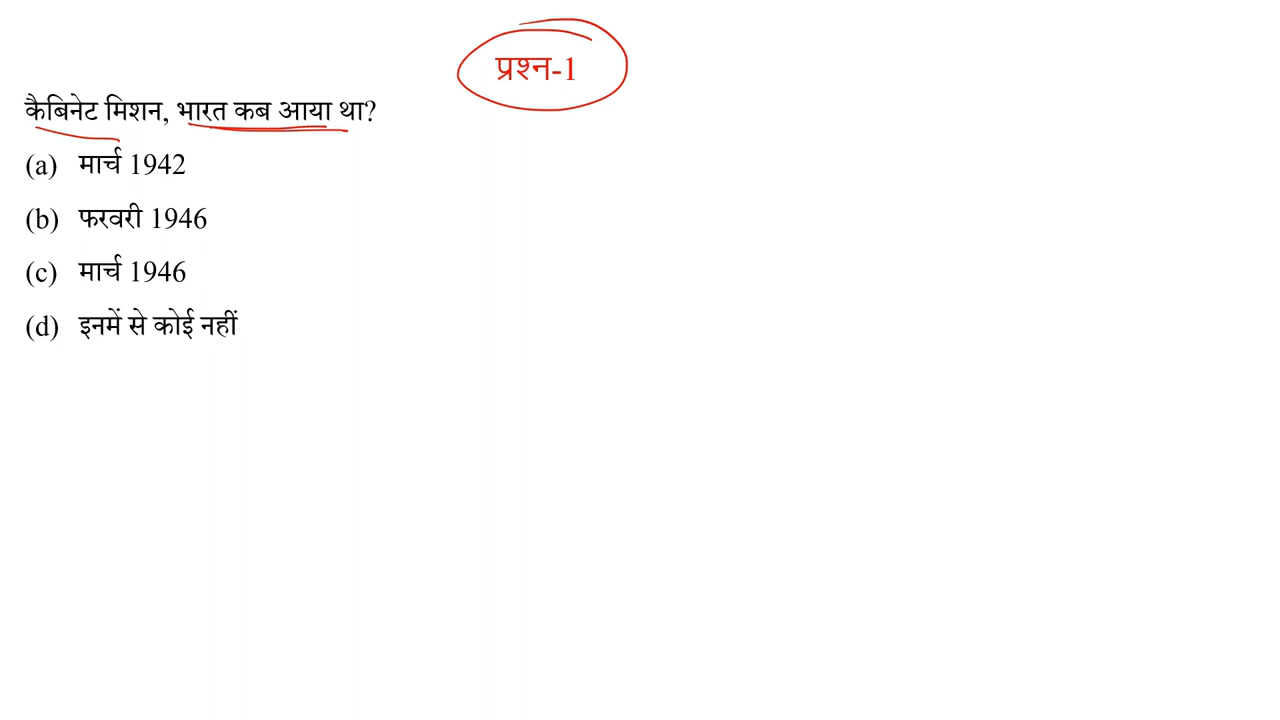 प्रश्न-1
कैबिनेट मिशन, भारत कब आया था?
(a) मार्च 1942
(b) फरवरी 1946
(c) मार्च 1946
(d) इनमें से कोई नहीं